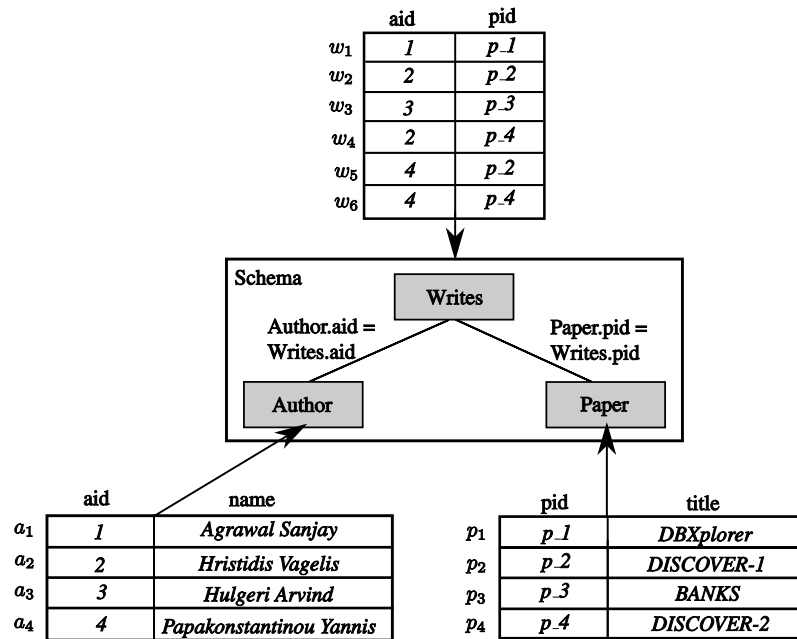 aid pid
w1 1 p_1
w2 2 p_2
w3 3 p_3
w4 2 p_4
w5 4 p_2
w6 4 p_4
Schema
Writes
Author.aid =
Writes.aid
Paper.pid =
Writes.pid
Author
Paper
aid name
a1 1 Agrawal Sanjay
a2 2 Hristidis Vagelis
a3 3 Hulgeri Arvind
a4 4 Papakonstantinou Yannis
pid title
p1 p_1 DBXplorer
p2 p_2 DISCOVER-1
p3 p_3 BANKS
p4 p_4 DISCOVER-2